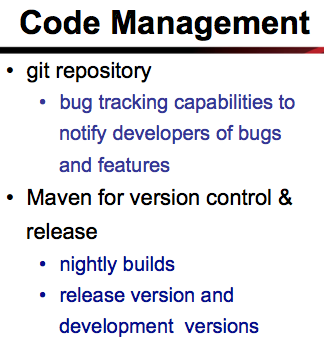 Code Management
• git repository
• bug tracking capabilities to
notify developers of bugs
and features
• Maven for version control &
release
• nightly builds
• release version and
development versions